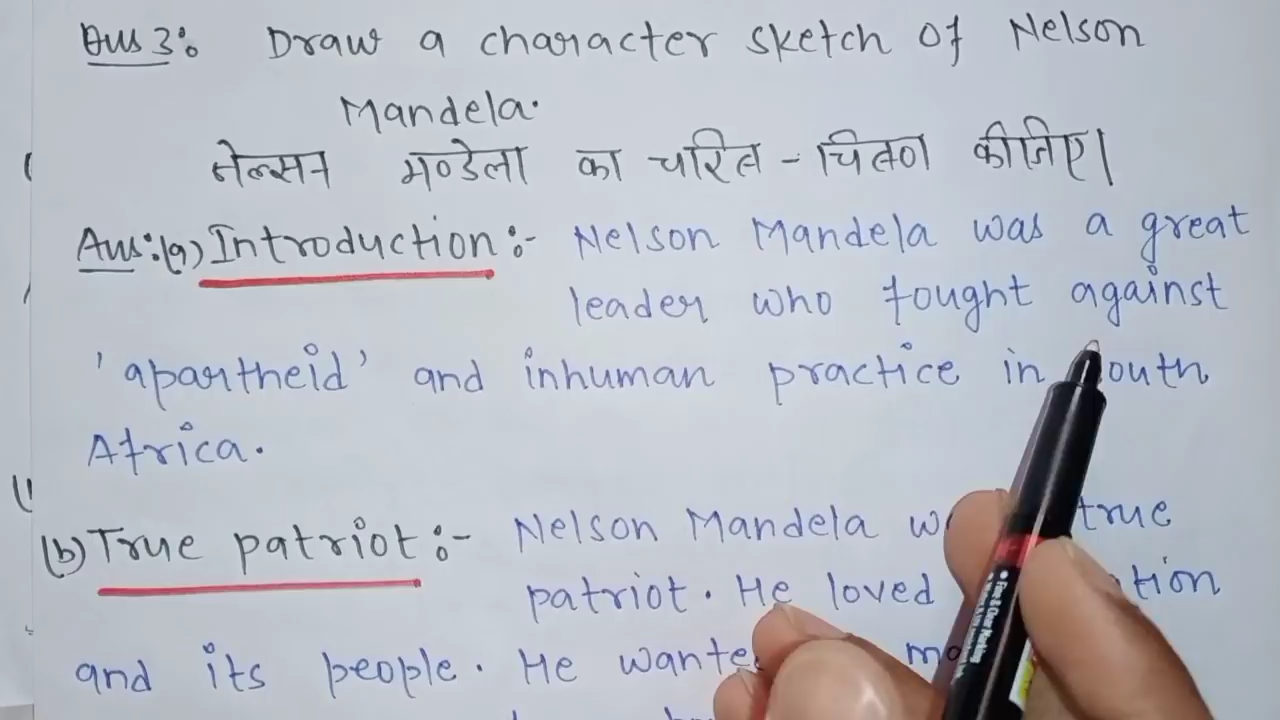 Qus 3: Draw a character sketch of Nelson
Mandela.
नेल्सन मण्डेला का चरित्र - चित्रण कीजिए।
Ans:(a) Introduction :- Nelson Mandela was a great
leader who fought against
'apartheid' and inhuman practice in South
Africa.
(b) True patriot :- Nelson Mandela true
patriot. He loved
and its people. He